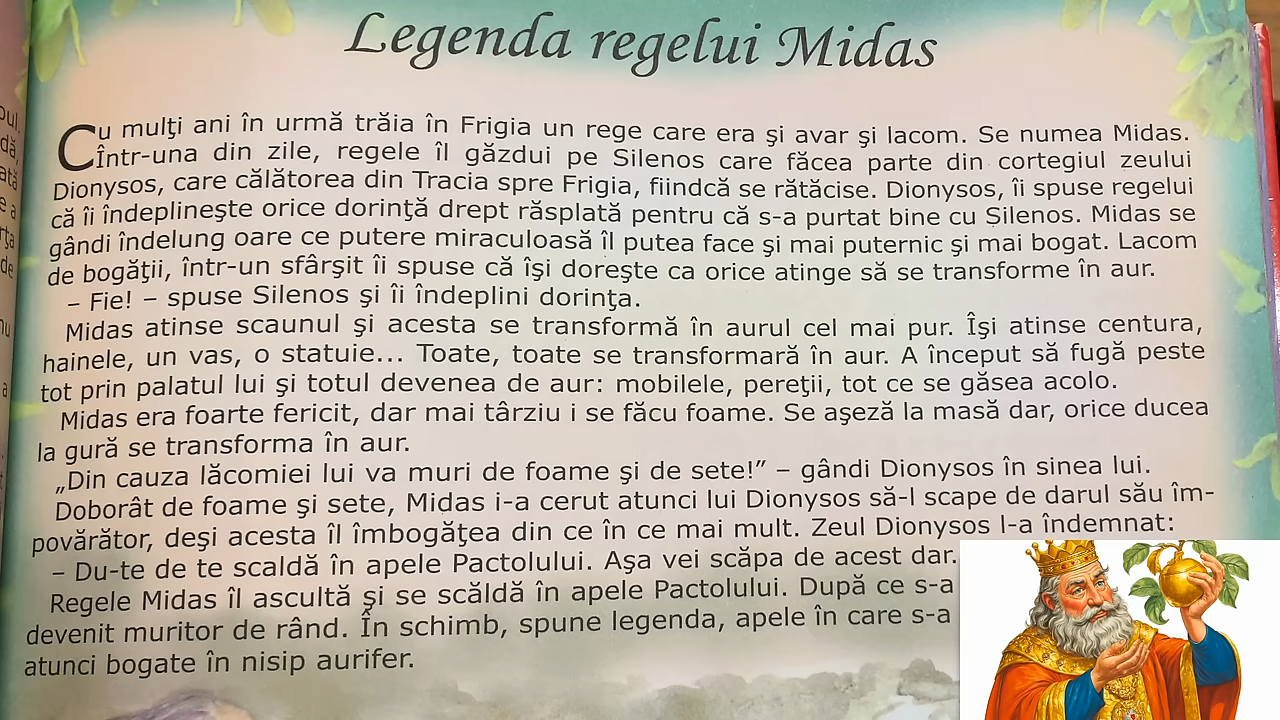 Legenda regelui Midas
Cu mulţi ani în urmă trăia în Frigia un rege care era şi avar şi lacom. Se numea Midas.
Într-una din zile, regele îl găzdui pe Silenos care făcea parte din cortegiul zeului
Dionysos, care călătorea din Tracia spre Frigia, fiindcă se rătăcise. Dionysos, îi spuse regelui
că îi îndeplineşte orice dorinţă drept răsplată pentru că s-a purtat bine cu Silenos. Midas se
gândi îndelung oare ce putere miraculoasă îl putea face şi mai puternic şi mai bogat. Lacom
de bogăţii, într-un sfârşit îi spuse că îşi doreşte ca orice atinge să se transforme în aur.
– Fie! – spuse Silenos şi îi îndeplini dorinţa.
Midas atinse scaunul şi acesta se transformă în aurul cel mai pur. Îşi atinse centura,
hainele, un vas, o statuie... Toate, toate se transformară în aur. A început să fugă peste
tot prin palatul lui şi totul devenea de aur: mobilele, pereţii, tot ce se găsea acolo.
Midas era foarte fericit, dar mai târziu i se făcu foame. Se aşeză la masă dar, orice ducea
la gură se transforma în aur.
„Din cauza lăcomiei lui va muri de foame şi de sete!” – gândi Dionysos în sinea lui.
Doborât de foame şi sete, Midas i-a cerut atunci lui Dionysos să-l scape de darul său îm-
povărător, deşi acesta îl îmbogăţea din ce în ce mai mult. Zeul Dionysos l-a îndemnat:
– Du-te de te scaldă în apele Pactolului. Aşa vei scăpa de acest dar.
Regele Midas îl ascultă şi se scăldă în apele Pactolului. După ce s-a
devenit muritor de rând. În schimb, spune legenda, apele în care s-a
atunci bogate în nisip aurifer.